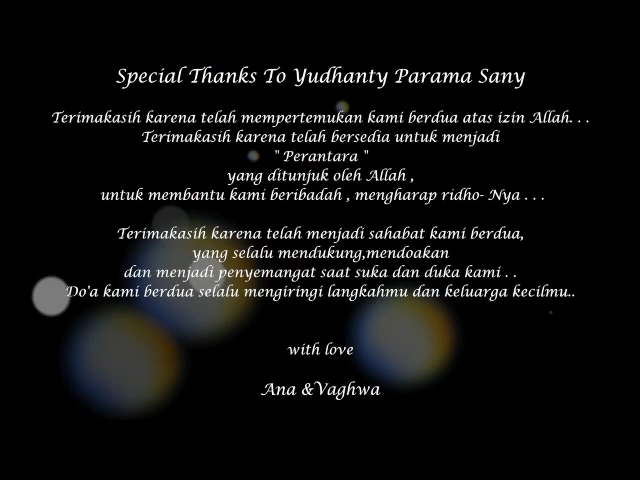 Special Thanks To Yudhanty Parama Sany
Terimakasih karena telah mempertemukan kami berdua atas izin Allah. . .
Terimakasih karena telah bersedia untuk menjadi
" Perantara "
yang ditunjuk oleh Allah ,
untuk membantu kami beribadah , mengharap ridho- Nya . . .
Terimakasih karena telah menjadi sahabat kami berdua,
yang selalu mendukung,mendoakan
dan menjadi penyemangat saat suka dan duka kami . .
Do'a kami berdua selalu mengiringi langkahmu dan keluarga kecilmu..
with love
Ana &Vaghwa